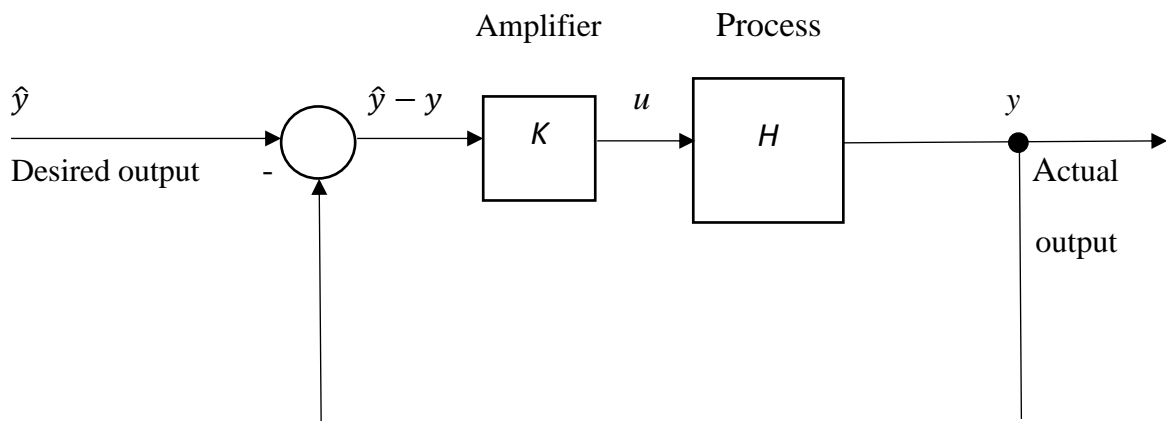 Amplifier Process
ŷ ŷ − y K u H y
Desired output - Actual
output